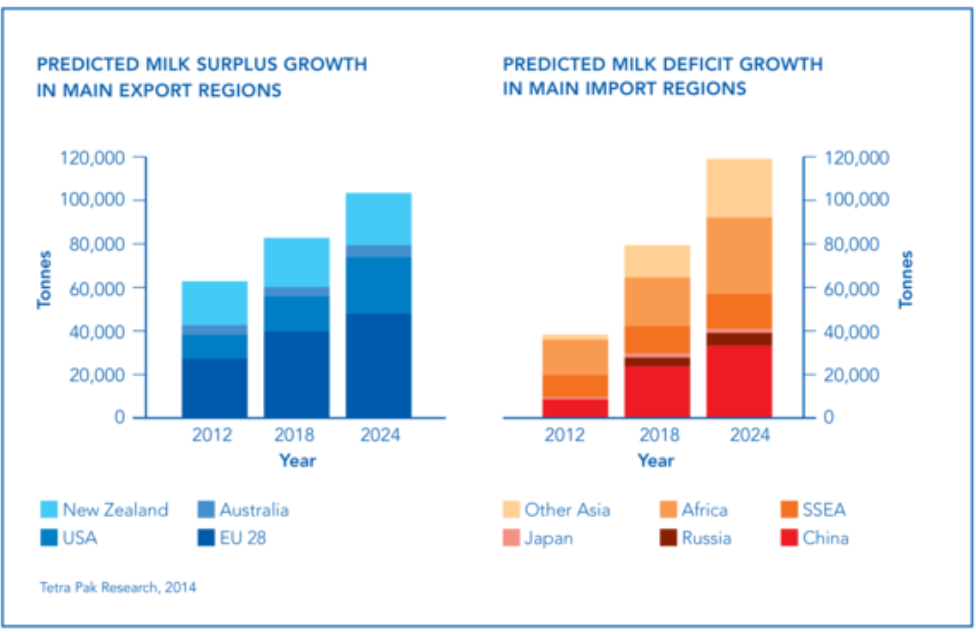 PREDICTED MILK SURPLUS GROWTH
IN MAIN EXPORT REGIONS
120,000
100,000
80,000
60,000
40,000
20,000
0
Tonnes
2012 2018 2024
Year
New Zealand Australia
USA EU 28
Tetra Pak Research, 2014
PREDICTED MILK DEFICIT GROWTH
IN MAIN IMPORT REGIONS
120,000
100,000
80,000
60,000
40,000
20,000
0
Tonnes
2012 2018 2024
Year
Other Asia Africa SSEA
Japan Russia China